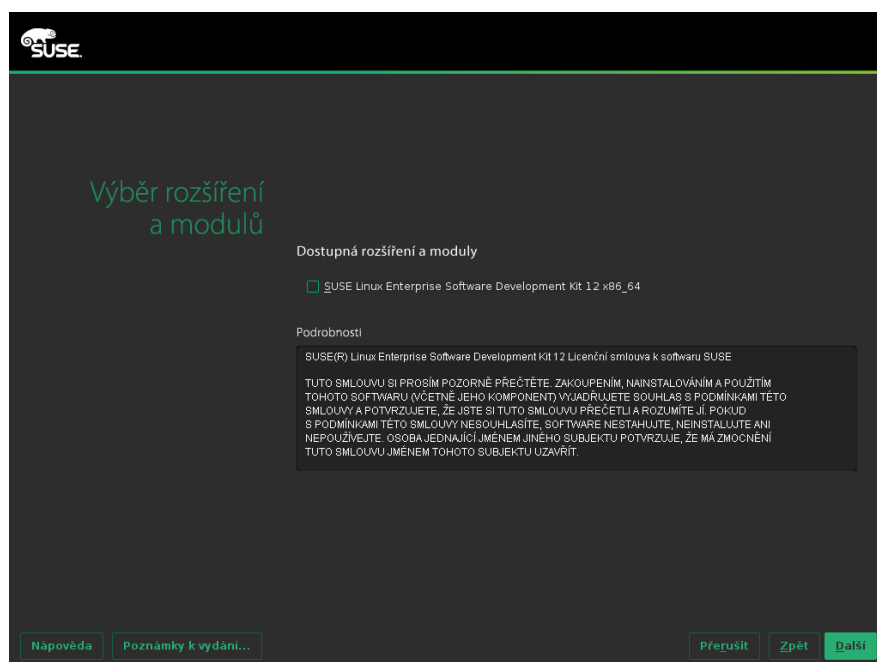 SUSE.
Výběr rozšíření
a modulů
Dostupná rozšíření a moduly
SUSE Linux Enterprise Software Development Kit 12 x86_64
Podrobnosti
SUSE(R) Linux Enterprise Software Development Kit 12 Licenční smlouva k softwaru SUSE
TUTO SMLOUVU SI PROSÍM POZORNĚ PŘEČTĚTE. ZAKOUPENÍM, NAINSTALOVÁNÍM A POUŽITÍM
TOHOTO SOFTWARU (VČETNĚ JEHO KOMPONENT) VYJADŘUJETE SOUHLAS S PODMÍNKAMI TÉTO
SMLOUVY A POTVRZUJETE, ŽE JSTE SI TUTO SMLOUVU PŘEČETLI A ROZUMÍTE JÍ. POKUD
S PODMÍNKAMI TÉTO SMLOUVY NESOUHLASÍTE, SOFTWARE NESTAHUJTE, NEINSTALUJTE ANI
NEPOUŽÍVEJTE. OSOBA JEDNAJÍCÍ JMÉNEM JINÉHO SUBJEKTU POTVRZUJE, ŽE MÁ ZMOCNĚNÍ
TUTO SMLOUVU JMÉNEM TOHOTO SUBJEKTU UZAVŘÍT.
Nápověda Poznámky k vydání... Přerušit Zpět Další